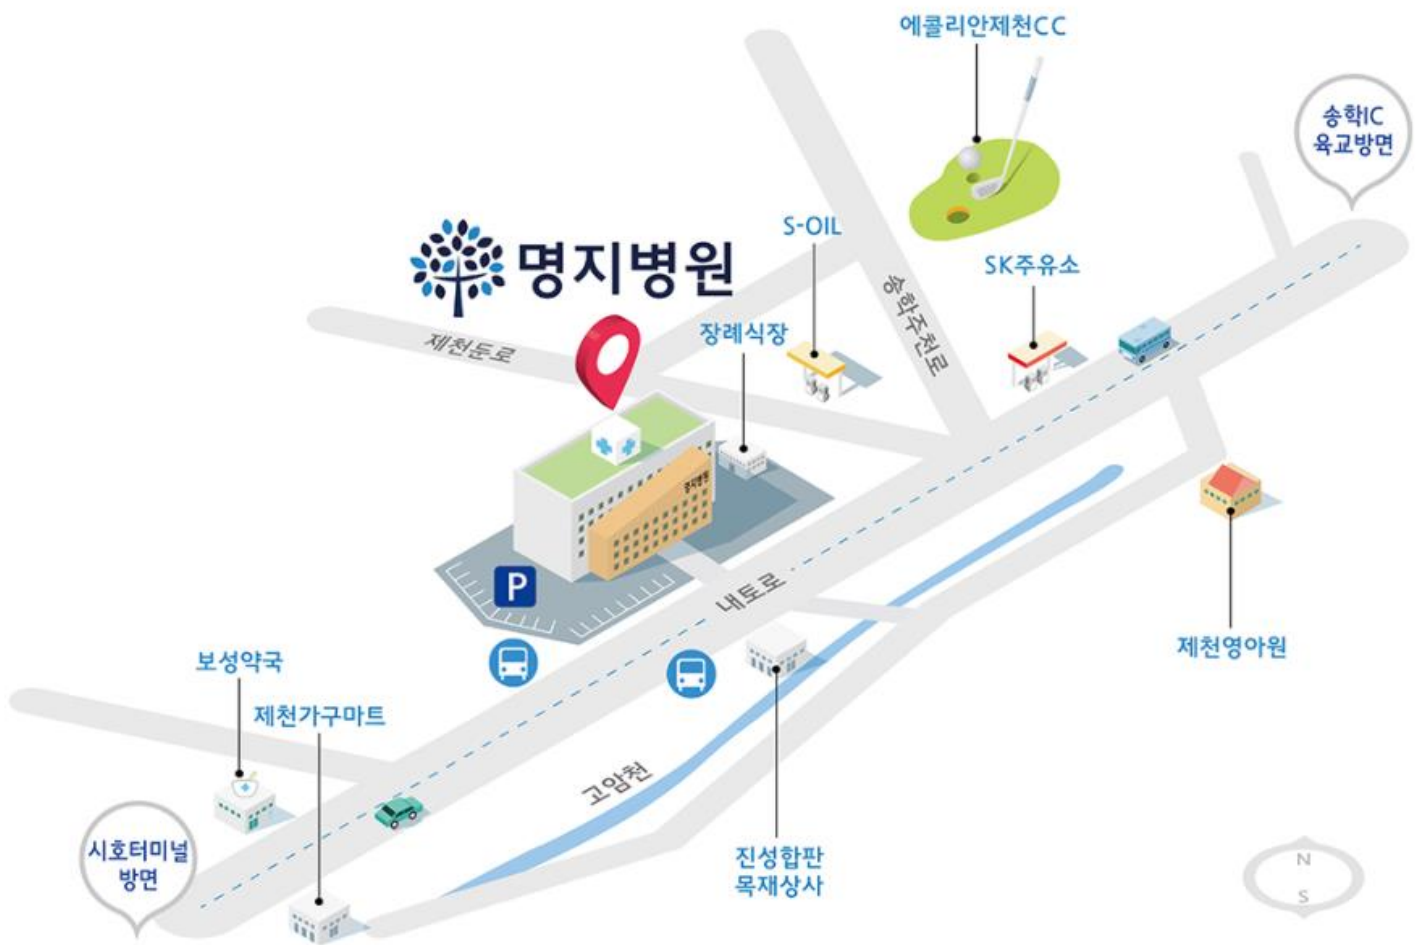 에콜리안제천CC
송학IC
육교방면
S-OIL
SK주유소
명지병원
송학주천로
장례식장
제천둔로
명지병원
P
내토로
제천영아원
보성약국
제천가구마트
고암천
시호터미널
방면
진성합판
목재상사
N
S